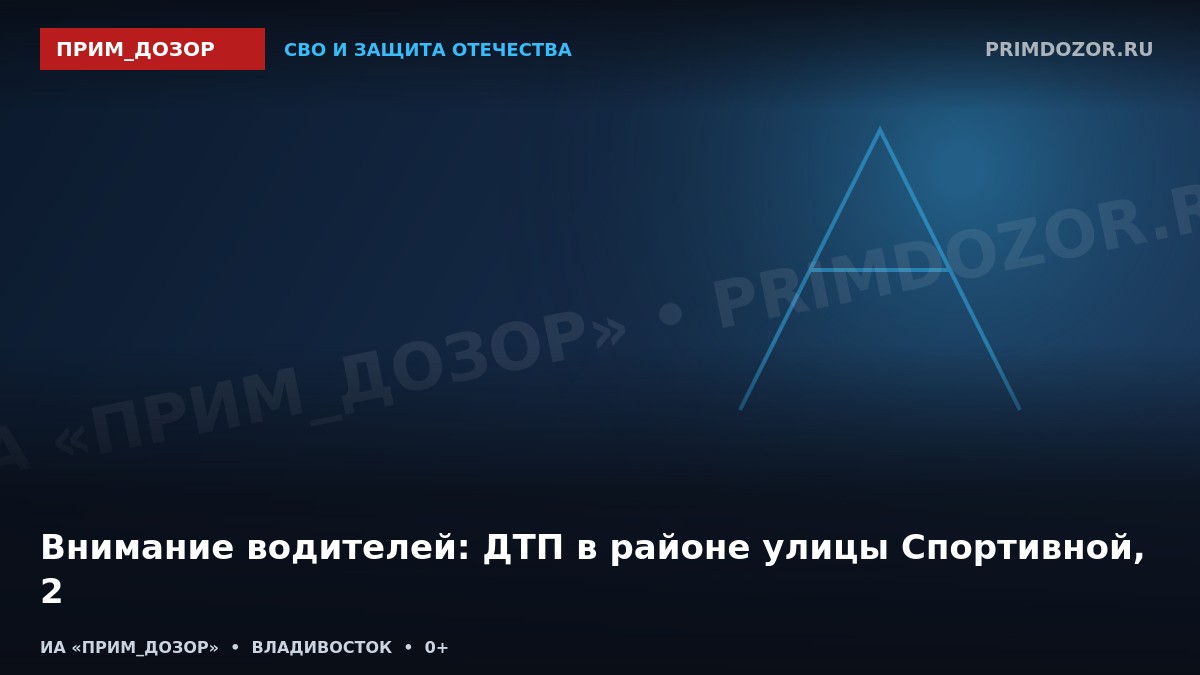 ПРИМ_ДОЗОР
СВО И ЗАЩИТА ОТЕЧЕСТВА
PRIMDOZOR.RU
ИА «ПРИМ_ДОЗОР» • PRIMDOZOR.R
Внимание водителей: ДТП в районе улицы Спортивной,
2
ИА «ПРИМ_ДОЗОР» • ВЛАДИВОСТОК • 0+